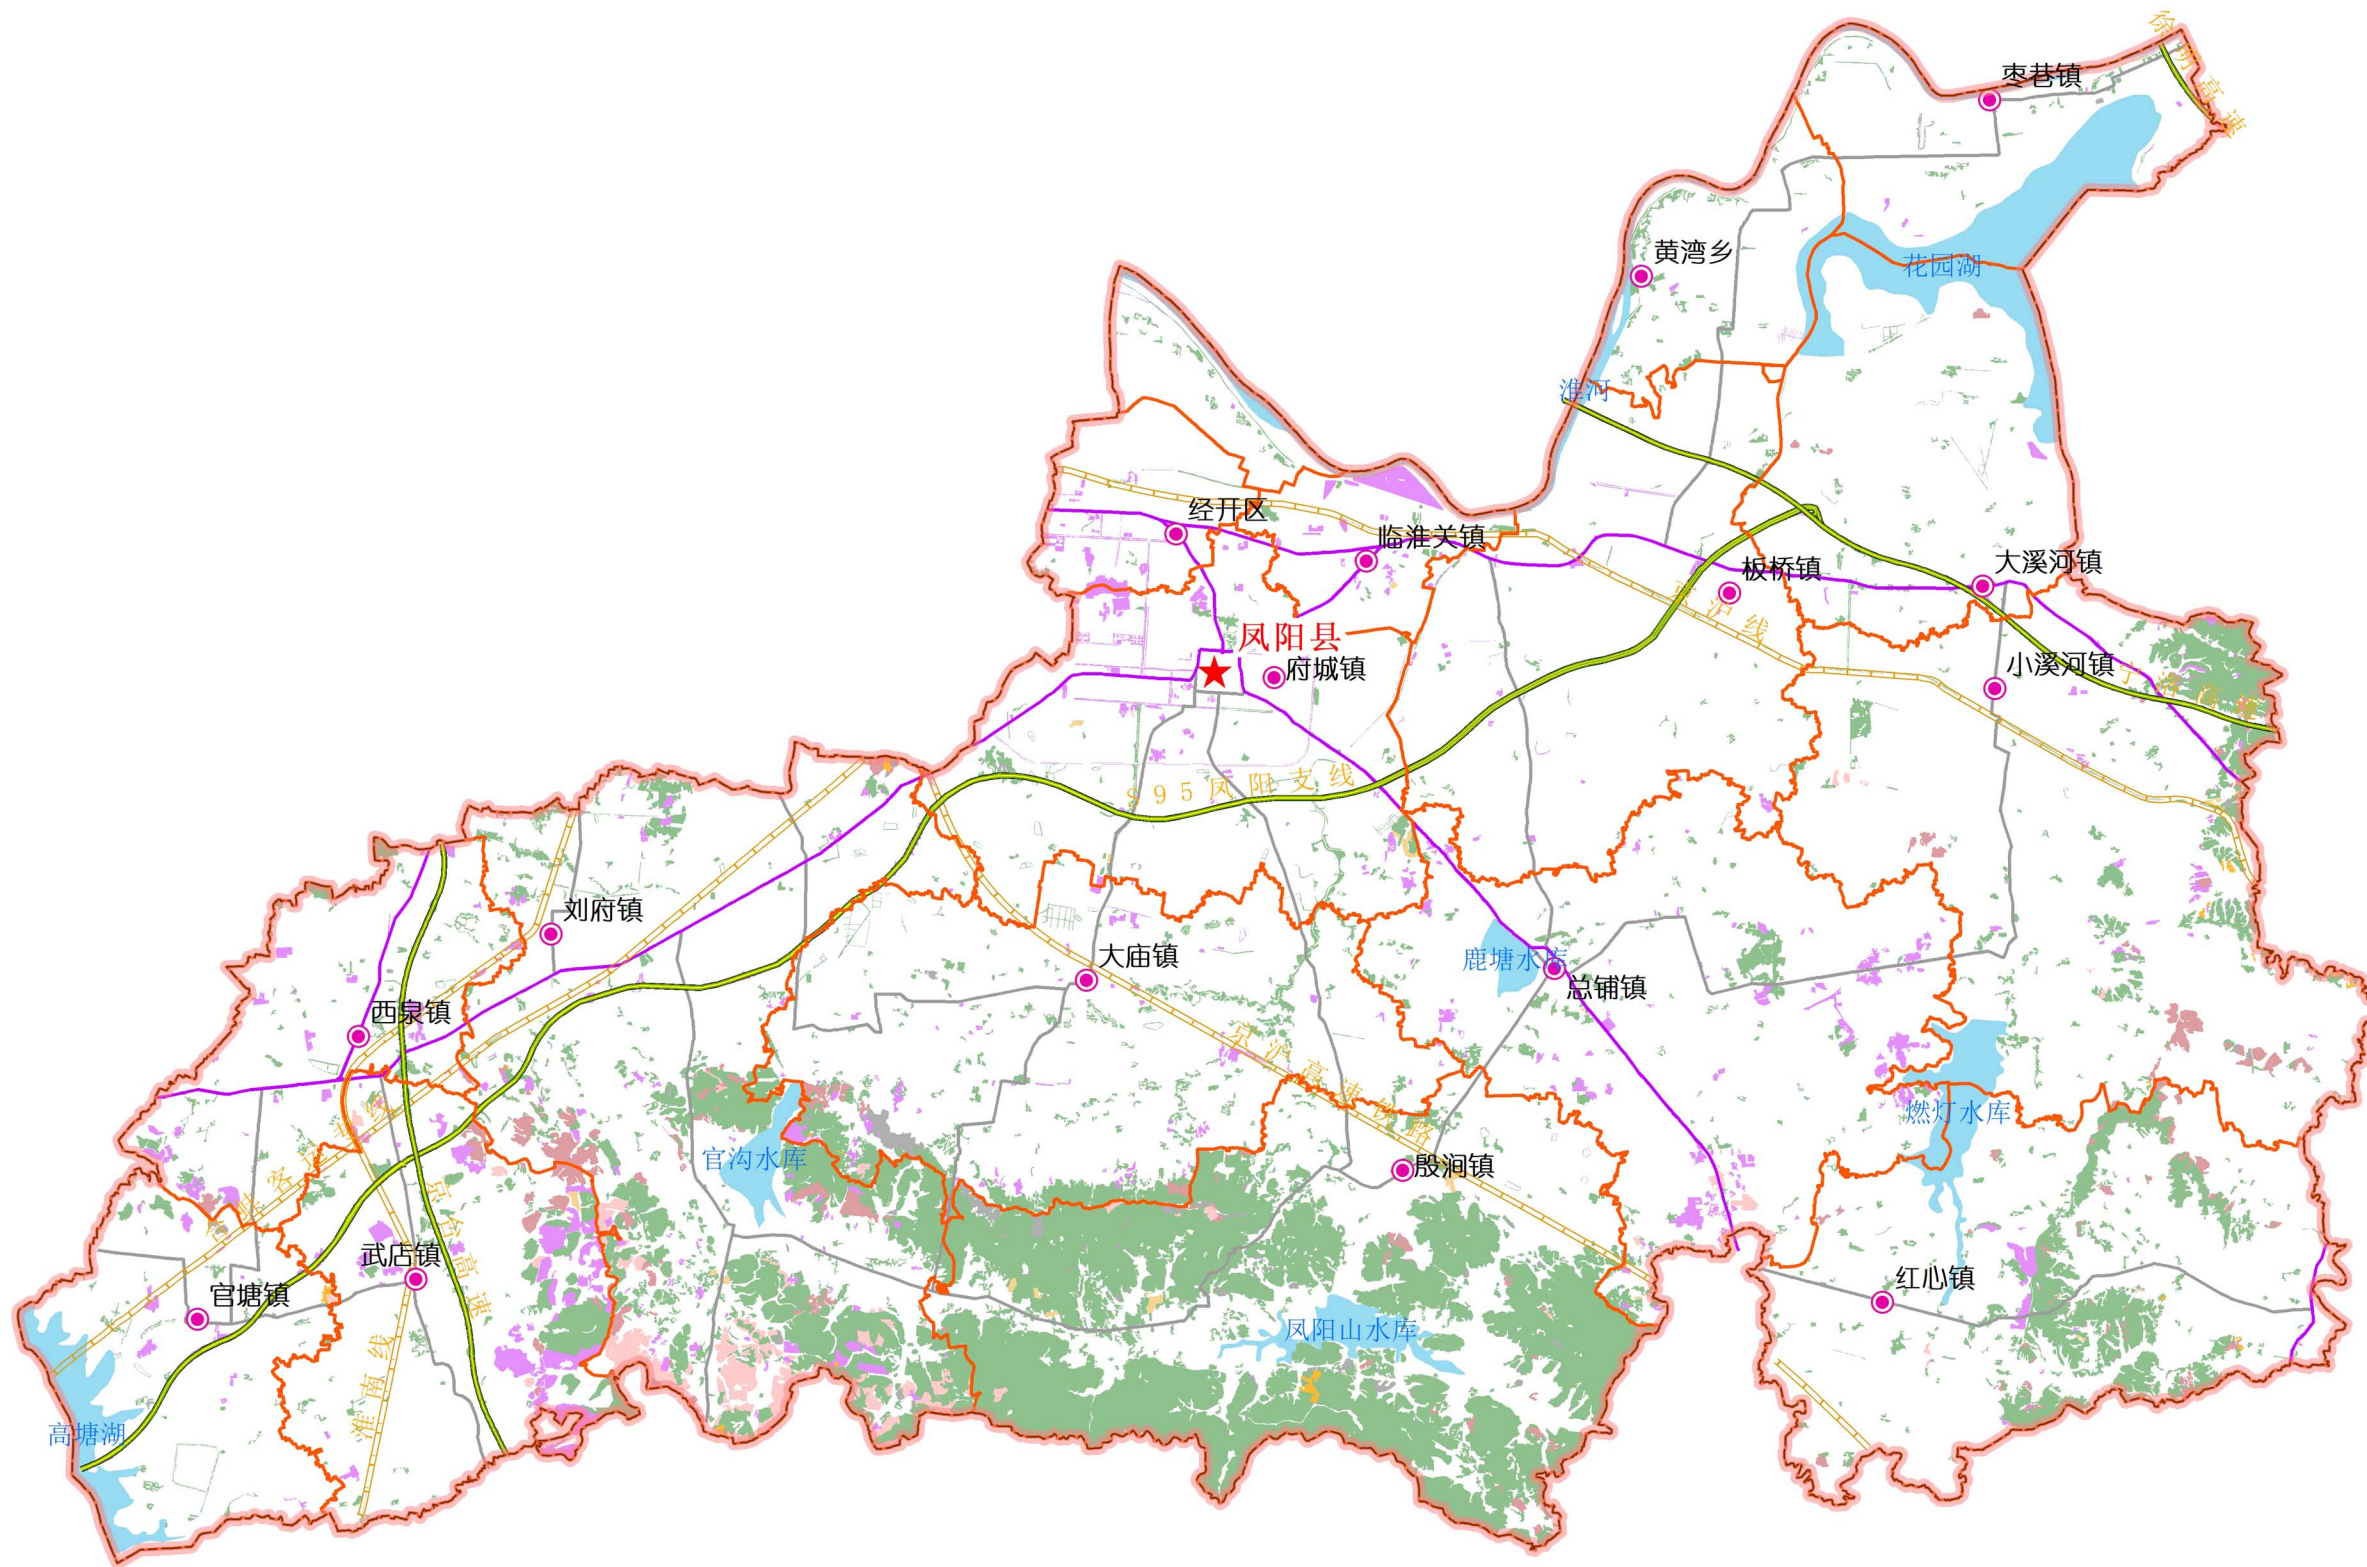 徐明高速
枣巷镇
黄湾乡
花园湖
淮河
经开区
临淮关镇
板桥镇
大溪河镇
京沪线
凤阳县
府城镇
小溪河镇
S95凤阳支线
刘府镇
大庙镇
鹿塘水库
总铺镇
西泉镇
京沪高速铁路
燃灯水库
官沟水库
殷涧镇
京台高速
武店镇
官塘镇
红心镇
凤阳山水库
淮南线
高塘湖